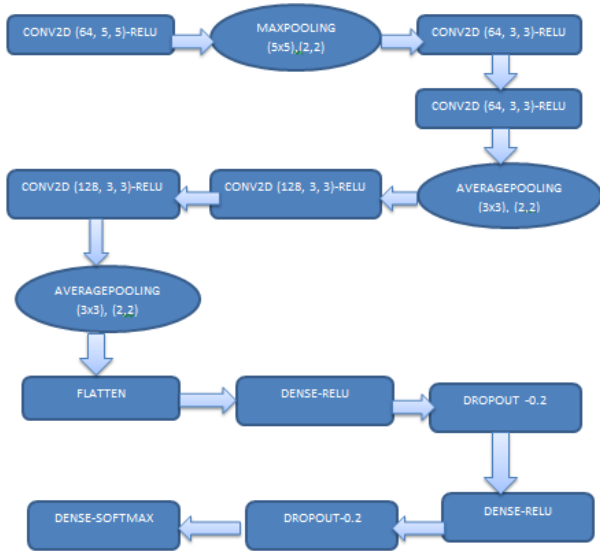 CONV2D (64, 5, 5)-RELU
MAXPOOLING
(5x5),(2,2)
CONV2D (64, 3, 3)-RELU
CONV2D (64, 3, 3)-RELU
AVERAGEPOOLING
(3x3), (2,2)
CONV2D (128, 3, 3)-RELU
CONV2D (128, 3, 3)-RELU
AVERAGEPOOLING
(3x3), (2,2)
FLATTEN
DENSE-RELU
DROPOUT -0.2
DENSE-RELU
DROPOUT-0.2
DENSE-SOFTMAX